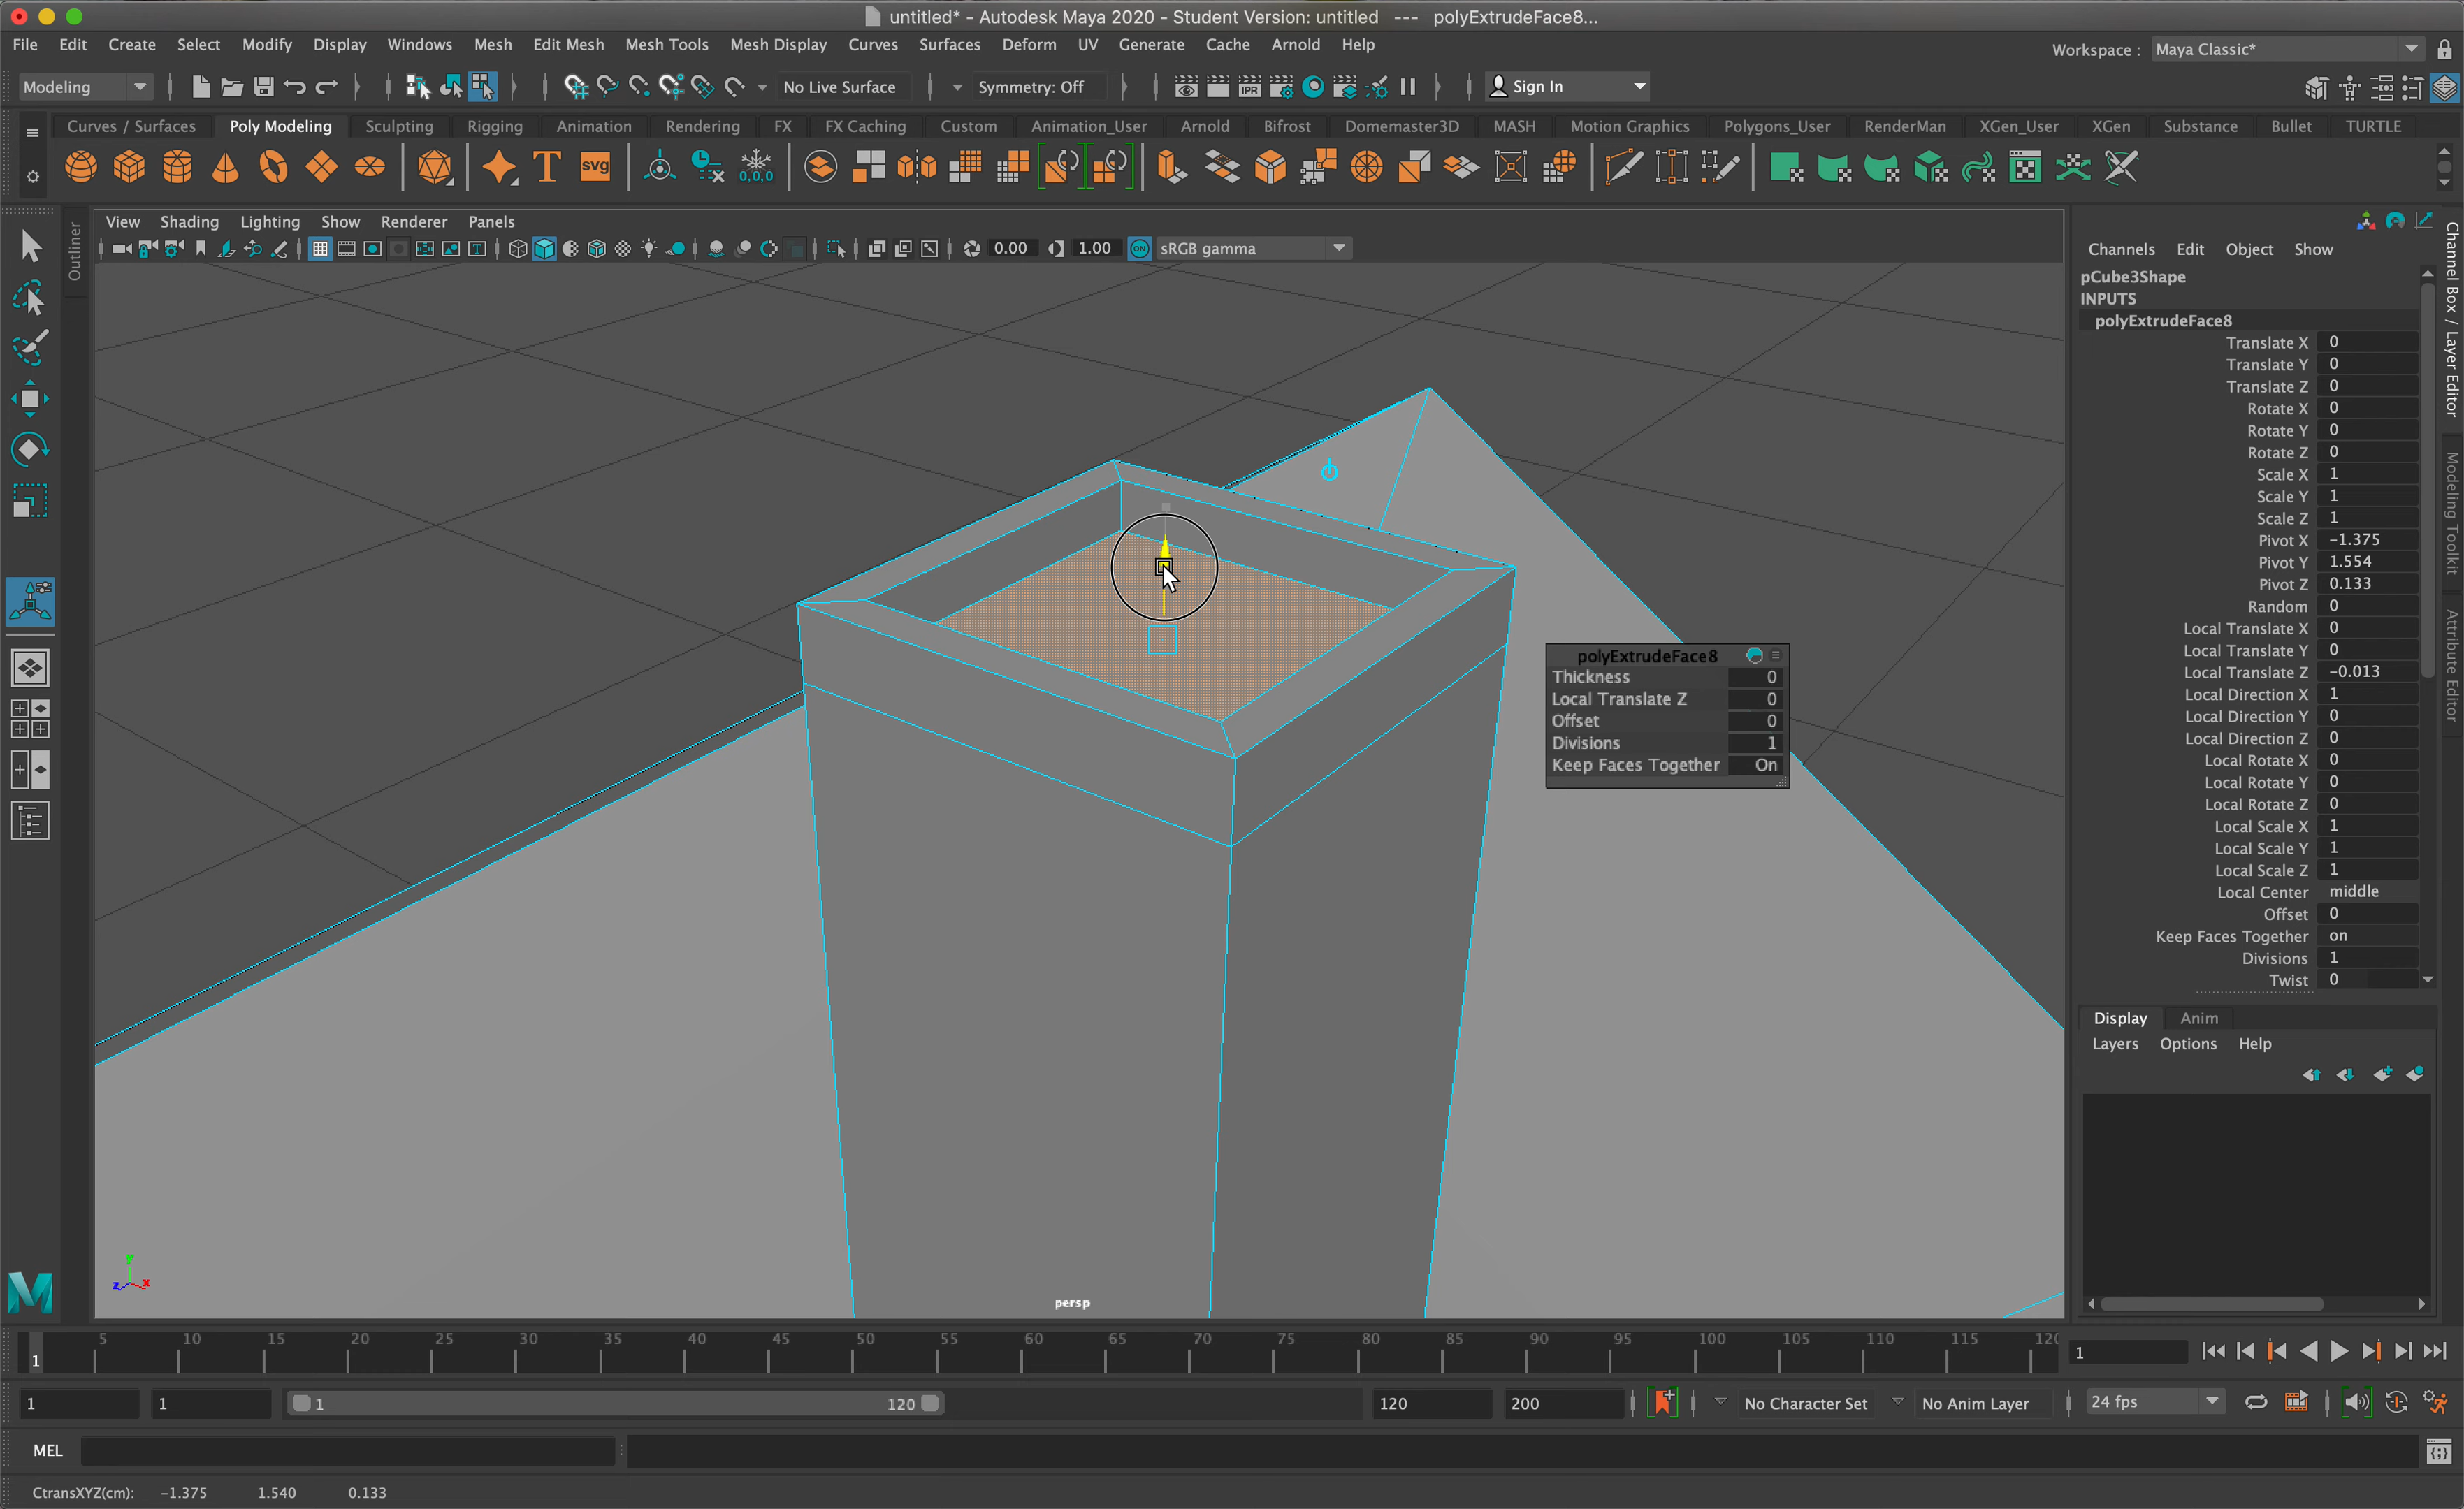 untitled* - Autodesk Maya 2020 - Student Version: untitled --- polyExtrudeFace8...
File Edit Create Select Modify Display Windows Mesh Edit Mesh Mesh Tools Mesh Display Curves Surfaces Deform UV Generate Cache Arnold Help
Workspace : Maya Classic*
Modeling No Live Surface Symmetry: Off IPR Sign In
Curves / Surfaces Poly Modeling Sculpting Rigging Animation Rendering FX FX Caching Custom Animation_User Arnold Bifrost Domemaster3D MASH Motion Graphics Polygons_User RenderMan XGen_User XGen Substance Bullet TURTLE
T svg 0,0,0
Outliner
View Shading Lighting Show Renderer Panels
0.00 1.00 ON sRGB gamma
Channels Edit Object Show
pCube3Shape
INPUTS
polyExtrudeFace8
Translate X 0
Translate Y 0
Translate Z 0
Rotate X 0
Rotate Y 0
Rotate Z 0
Scale X 1
Scale Y 1
Scale Z 1
Pivot X -1.375
Pivot Y 1.554
Pivot Z 0.133
Random 0
Local Translate X 0
Local Translate Y 0
Local Translate Z -0.013
Local Direction X 1
Local Direction Y 0
Local Direction Z 0
Local Rotate X 0
Local Rotate Y 0
Local Rotate Z 0
Local Scale X 1
Local Scale Y 1
Local Scale Z 1
Local Center middle
Offset 0
Keep Faces Together on
Divisions 1
Twist 0
Channel Box / Layer Editor
Modeling Toolkit
Attribute Editor
polyExtrudeFace8
Thickness 0
Local Translate Z 0
Offset 0
Divisions 1
Keep Faces Together On
Display Anim
Layers Options Help
y
z x
persp
M
5 10 15 20 25 30 35 40 45 50 55 60 65 70 75 80 85 90 95 100 105 110 115 120
1 1
1 1 1 120 120 200 No Character Set No Anim Layer 24 fps
MEL
CtransXYZ(cm): -1.375 1.540 0.133